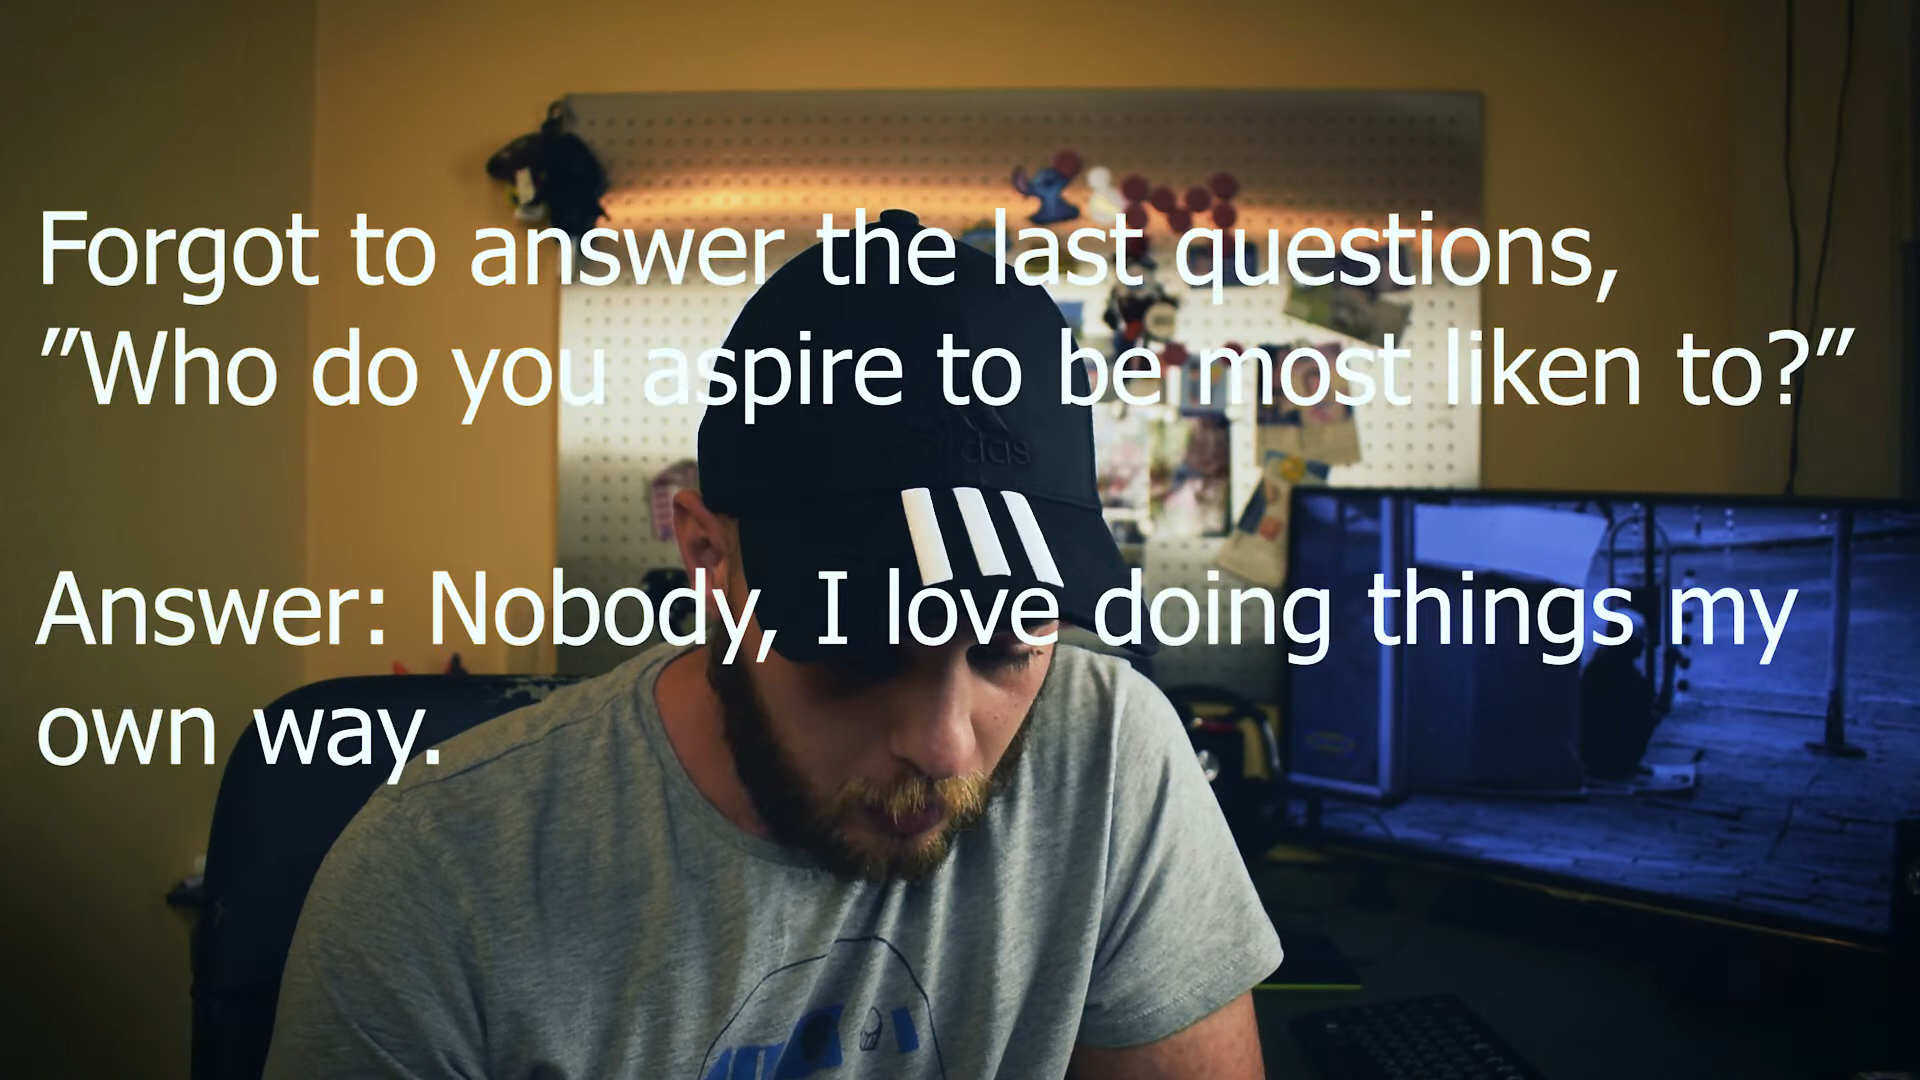 Forgot to answer the last questions,
”Who do you aspire to be most liken to?”
Answer: Nobody, I love doing things my
own way.
adidas